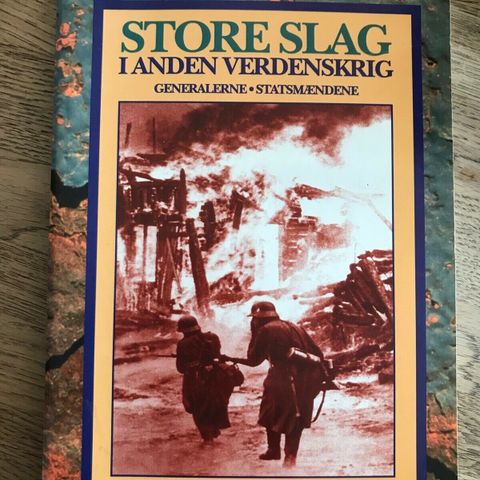 STORE SLAG
I ANDEN VERDENSKRIG
GENERALERNE • STATSMÆNDENE